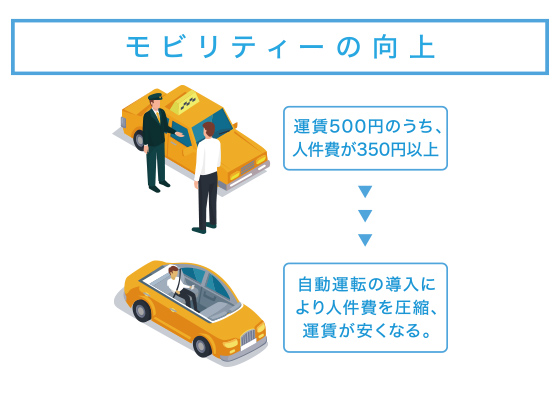 モビリティーの向上
運賃500円のうち、
人件費が350円以上
自動運転の導入に
より人件費を圧縮、
運賃が安くなる。